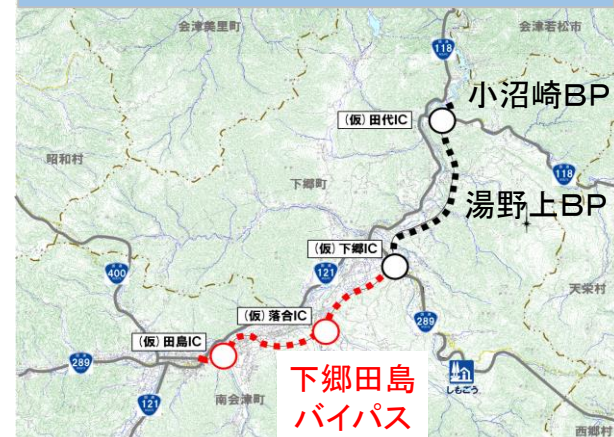 会津美里町
会津若松市
118
小沼崎BP
(仮)田代IC
昭和村
下郷町
118
湯野上BP
(仮)下郷IC
121
400
天栄村
(仮)落合IC
289
(仮)田島IC
289
しもごう
下郷田島
バイパス
南会津町
121
西郷村